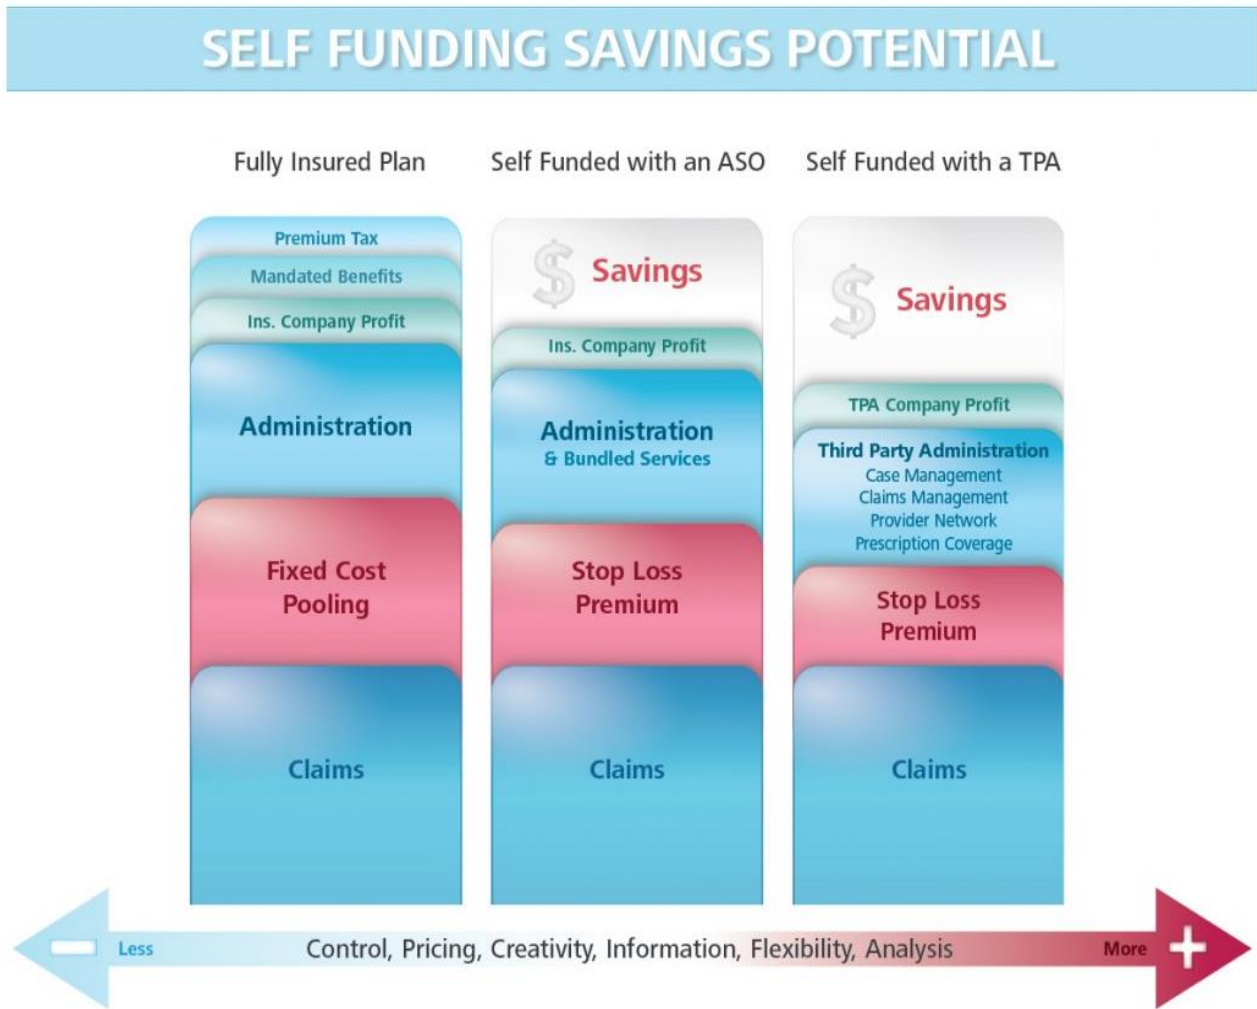 SELF FUNDING SAVINGS POTENTIAL
Fully Insured Plan
Premium Tax
Mandated Benefits
Ins. Company Profit
Administration
Fixed Cost
Pooling
Claims
Self Funded with an ASO
$ Savings
Ins. Company Profit
Administration
& Bundled Services
Stop Loss
Premium
Claims
Self Funded with a TPA
$ Savings
TPA Company Profit
Third Party Administration
Case Management
Claims Management
Provider Network
Prescription Coverage
Stop Loss
Premium
Claims
− Less
Control, Pricing, Creativity, Information, Flexibility, Analysis
More +